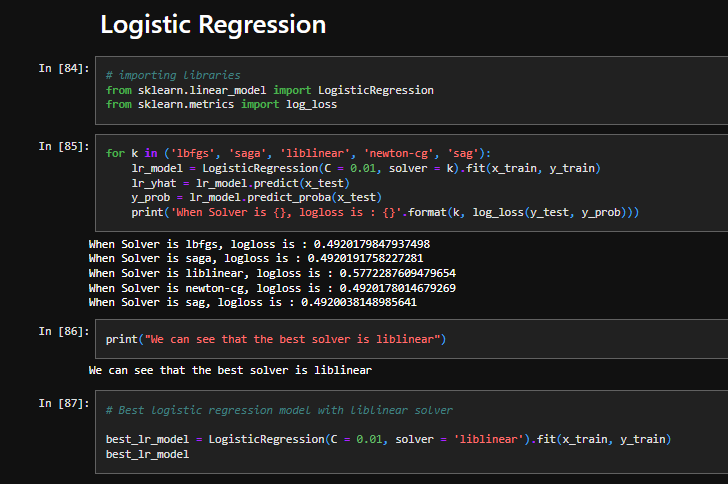 Logistic Regression
In [84]:
# importing libraries
from sklearn.linear_model import LogisticRegression
from sklearn.metrics import log_loss
In [85]:
for k in ('lbfgs', 'saga', 'liblinear', 'newton-cg', 'sag'):
    lr_model = LogisticRegression(C = 0.01, solver = k).fit(x_train, y_train)
    lr_yhat = lr_model.predict(x_test)
    y_prob = lr_model.predict_proba(x_test)
    print('When Solver is {}, logloss is : {}'.format(k, log_loss(y_test, y_prob)))
When Solver is lbfgs, logloss is : 0.4920179847937498
When Solver is saga, logloss is : 0.4920191758227281
When Solver is liblinear, logloss is : 0.5772287609479654
When Solver is newton-cg, logloss is : 0.4920178014679269
When Solver is sag, logloss is : 0.4920038148985641
In [86]:
print("We can see that the best solver is liblinear")
We can see that the best solver is liblinear
In [87]:
# Best logistic regression model with liblinear solver
best_lr_model = LogisticRegression(C = 0.01, solver = 'liblinear').fit(x_train, y_train)
best_lr_model